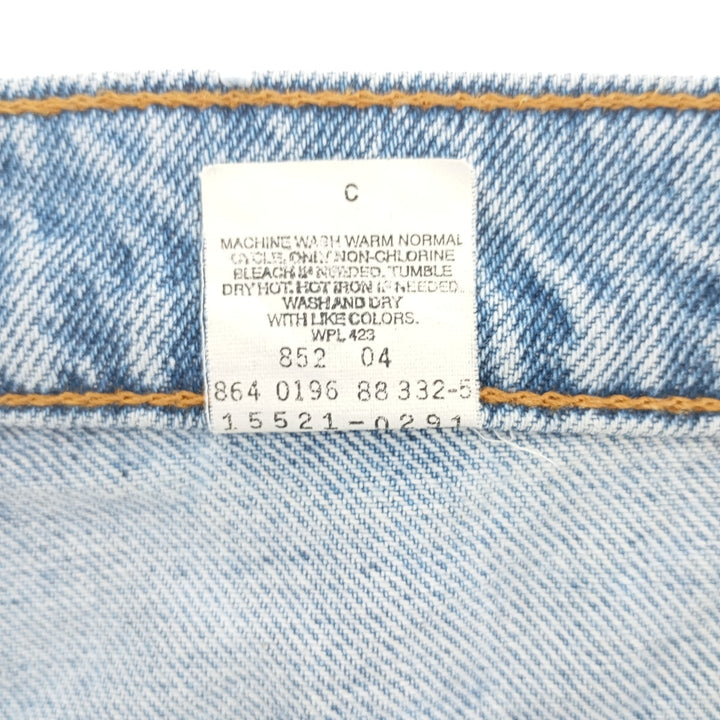 C
MACHINE WASH WARM NORMAL
CYCLE, ONLY NON-CHLORINE
BLEACH IF NEEDED. TUMBLE
DRY HOT. HOT IRON IF NEEDED.
WASH AND DRY
WITH LIKE COLORS.
WPL 423
852 04
864 0196 88 332-5
15521-0291